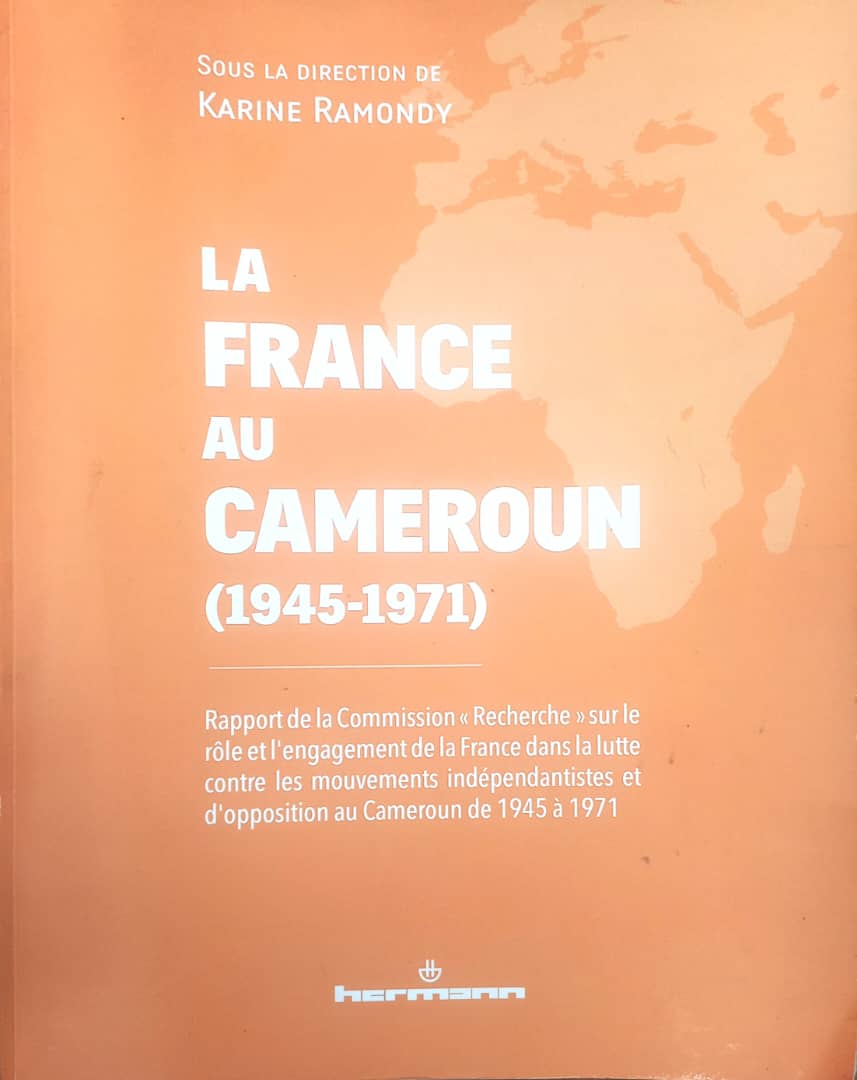 SOUS LA DIRECTION DE
KARINE RAMONDY
LA
FRANCE
AU
CAMEROUN
(1945-1971)
Rapport de la Commission « Recherche » sur le
rôle et l'engagement de la France dans la lutte
contre les mouvements indépendantistes et
d'opposition au Cameroun de 1945 à 1971
hermann